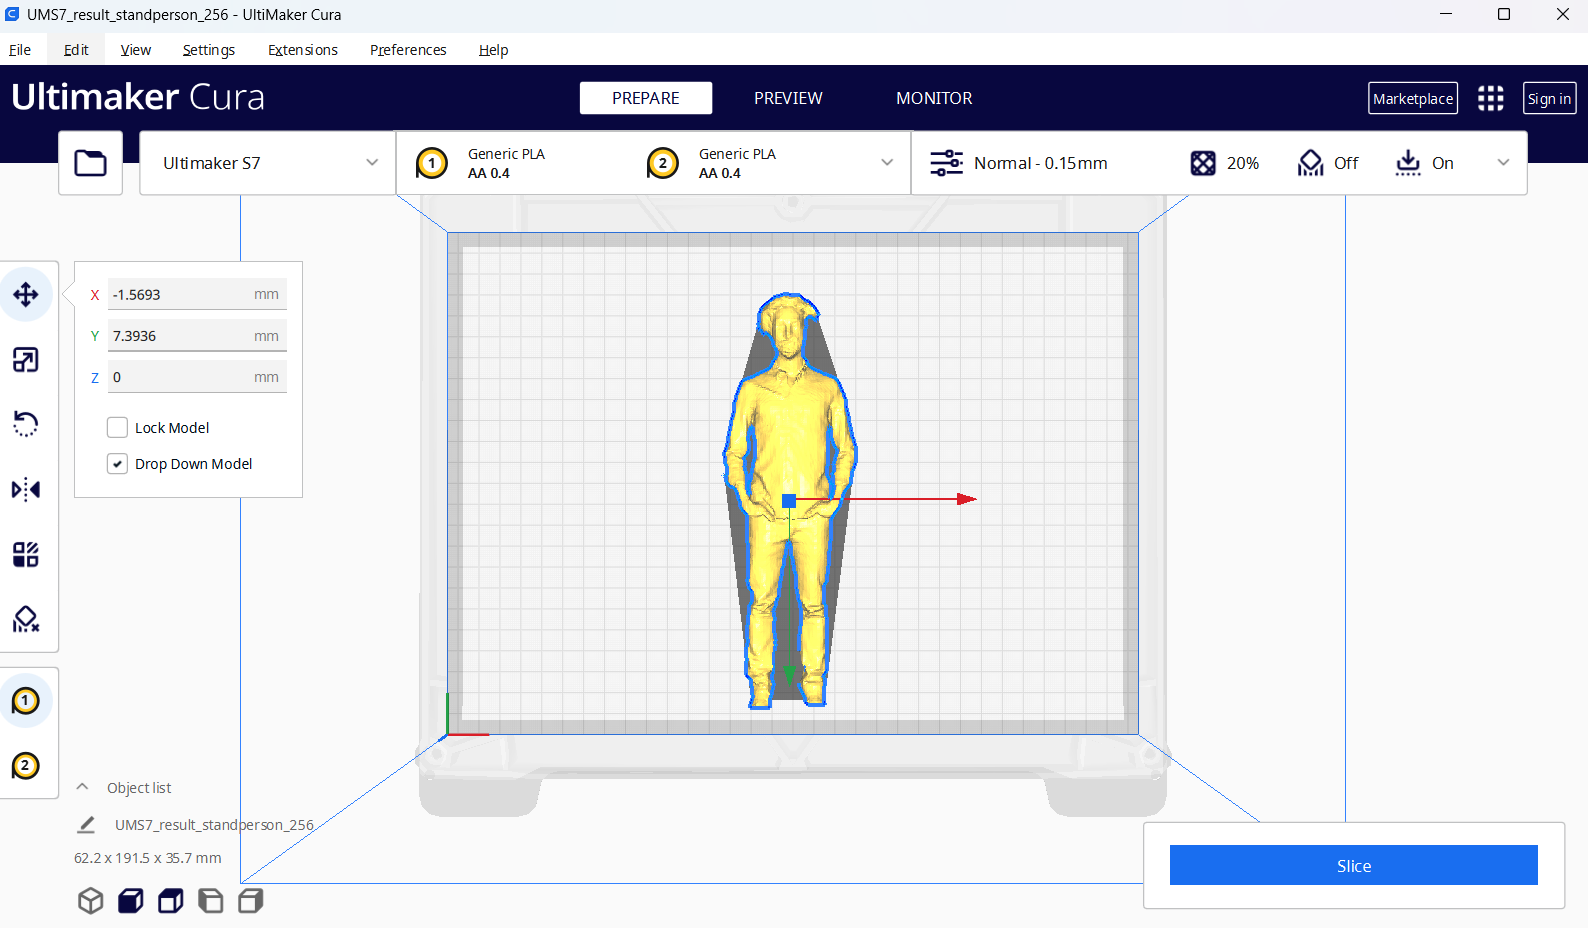 UMS7_result_standperson_256 - UltiMaker Cura
File Edit View Settings Extensions Preferences Help
Ultimaker Cura
PREPARE PREVIEW MONITOR
Marketplace
Sign in
Ultimaker S7
1 Generic PLA
AA 0.4
2 Generic PLA
AA 0.4
Normal - 0.15mm
20%
Off
On
X -1.5693 mm
Y 7.3936 mm
Z 0 mm
Lock Model
Drop Down Model
1
2
Object list
UMS7_result_standperson_256
62.2 x 191.5 x 35.7 mm
Slice